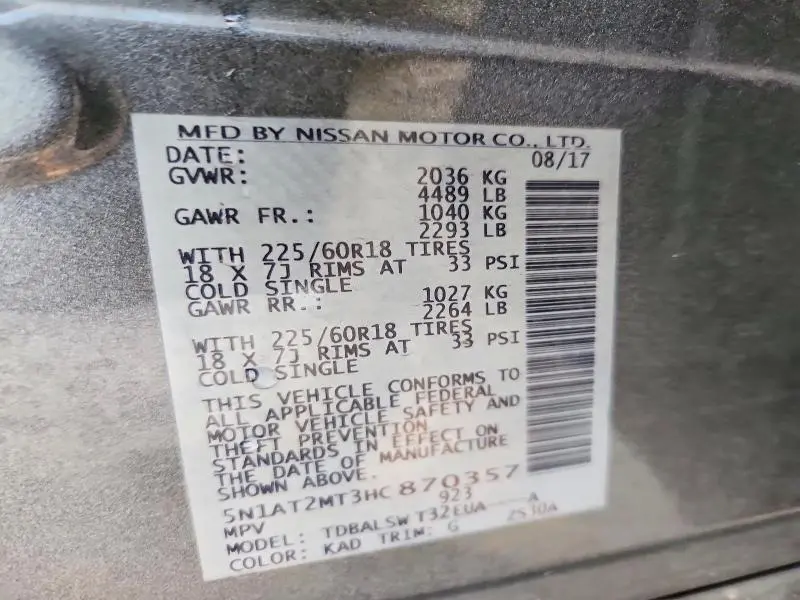 MFD BY NISSAN MOTOR CO., LTD.
DATE: 08/17
GVWR: 2036 KG
4489 LB
GAWR FR.: 1040 KG
2293 LB
WITH 225/60R18 TIRES
18 X 7J RIMS AT 33 PSI
COLD SINGLE
GAWR RR.: 1027 KG
2264 LB
WITH 225/60R18 TIRES
18 X 7J RIMS AT 33 PSI
COLD SINGLE
THIS VEHICLE CONFORMS TO
ALL APPLICABLE FEDERAL
MOTOR VEHICLE SAFETY AND
THEFT PREVENTION
STANDARDS IN EFFECT ON
THE DATE OF MANUFACTURE
SHOWN ABOVE.
5N1AT2MT3HC870357
MPV 923
MODEL: TDBALSW T32EUA----A
COLOR: KAD TRIM: G 2510A